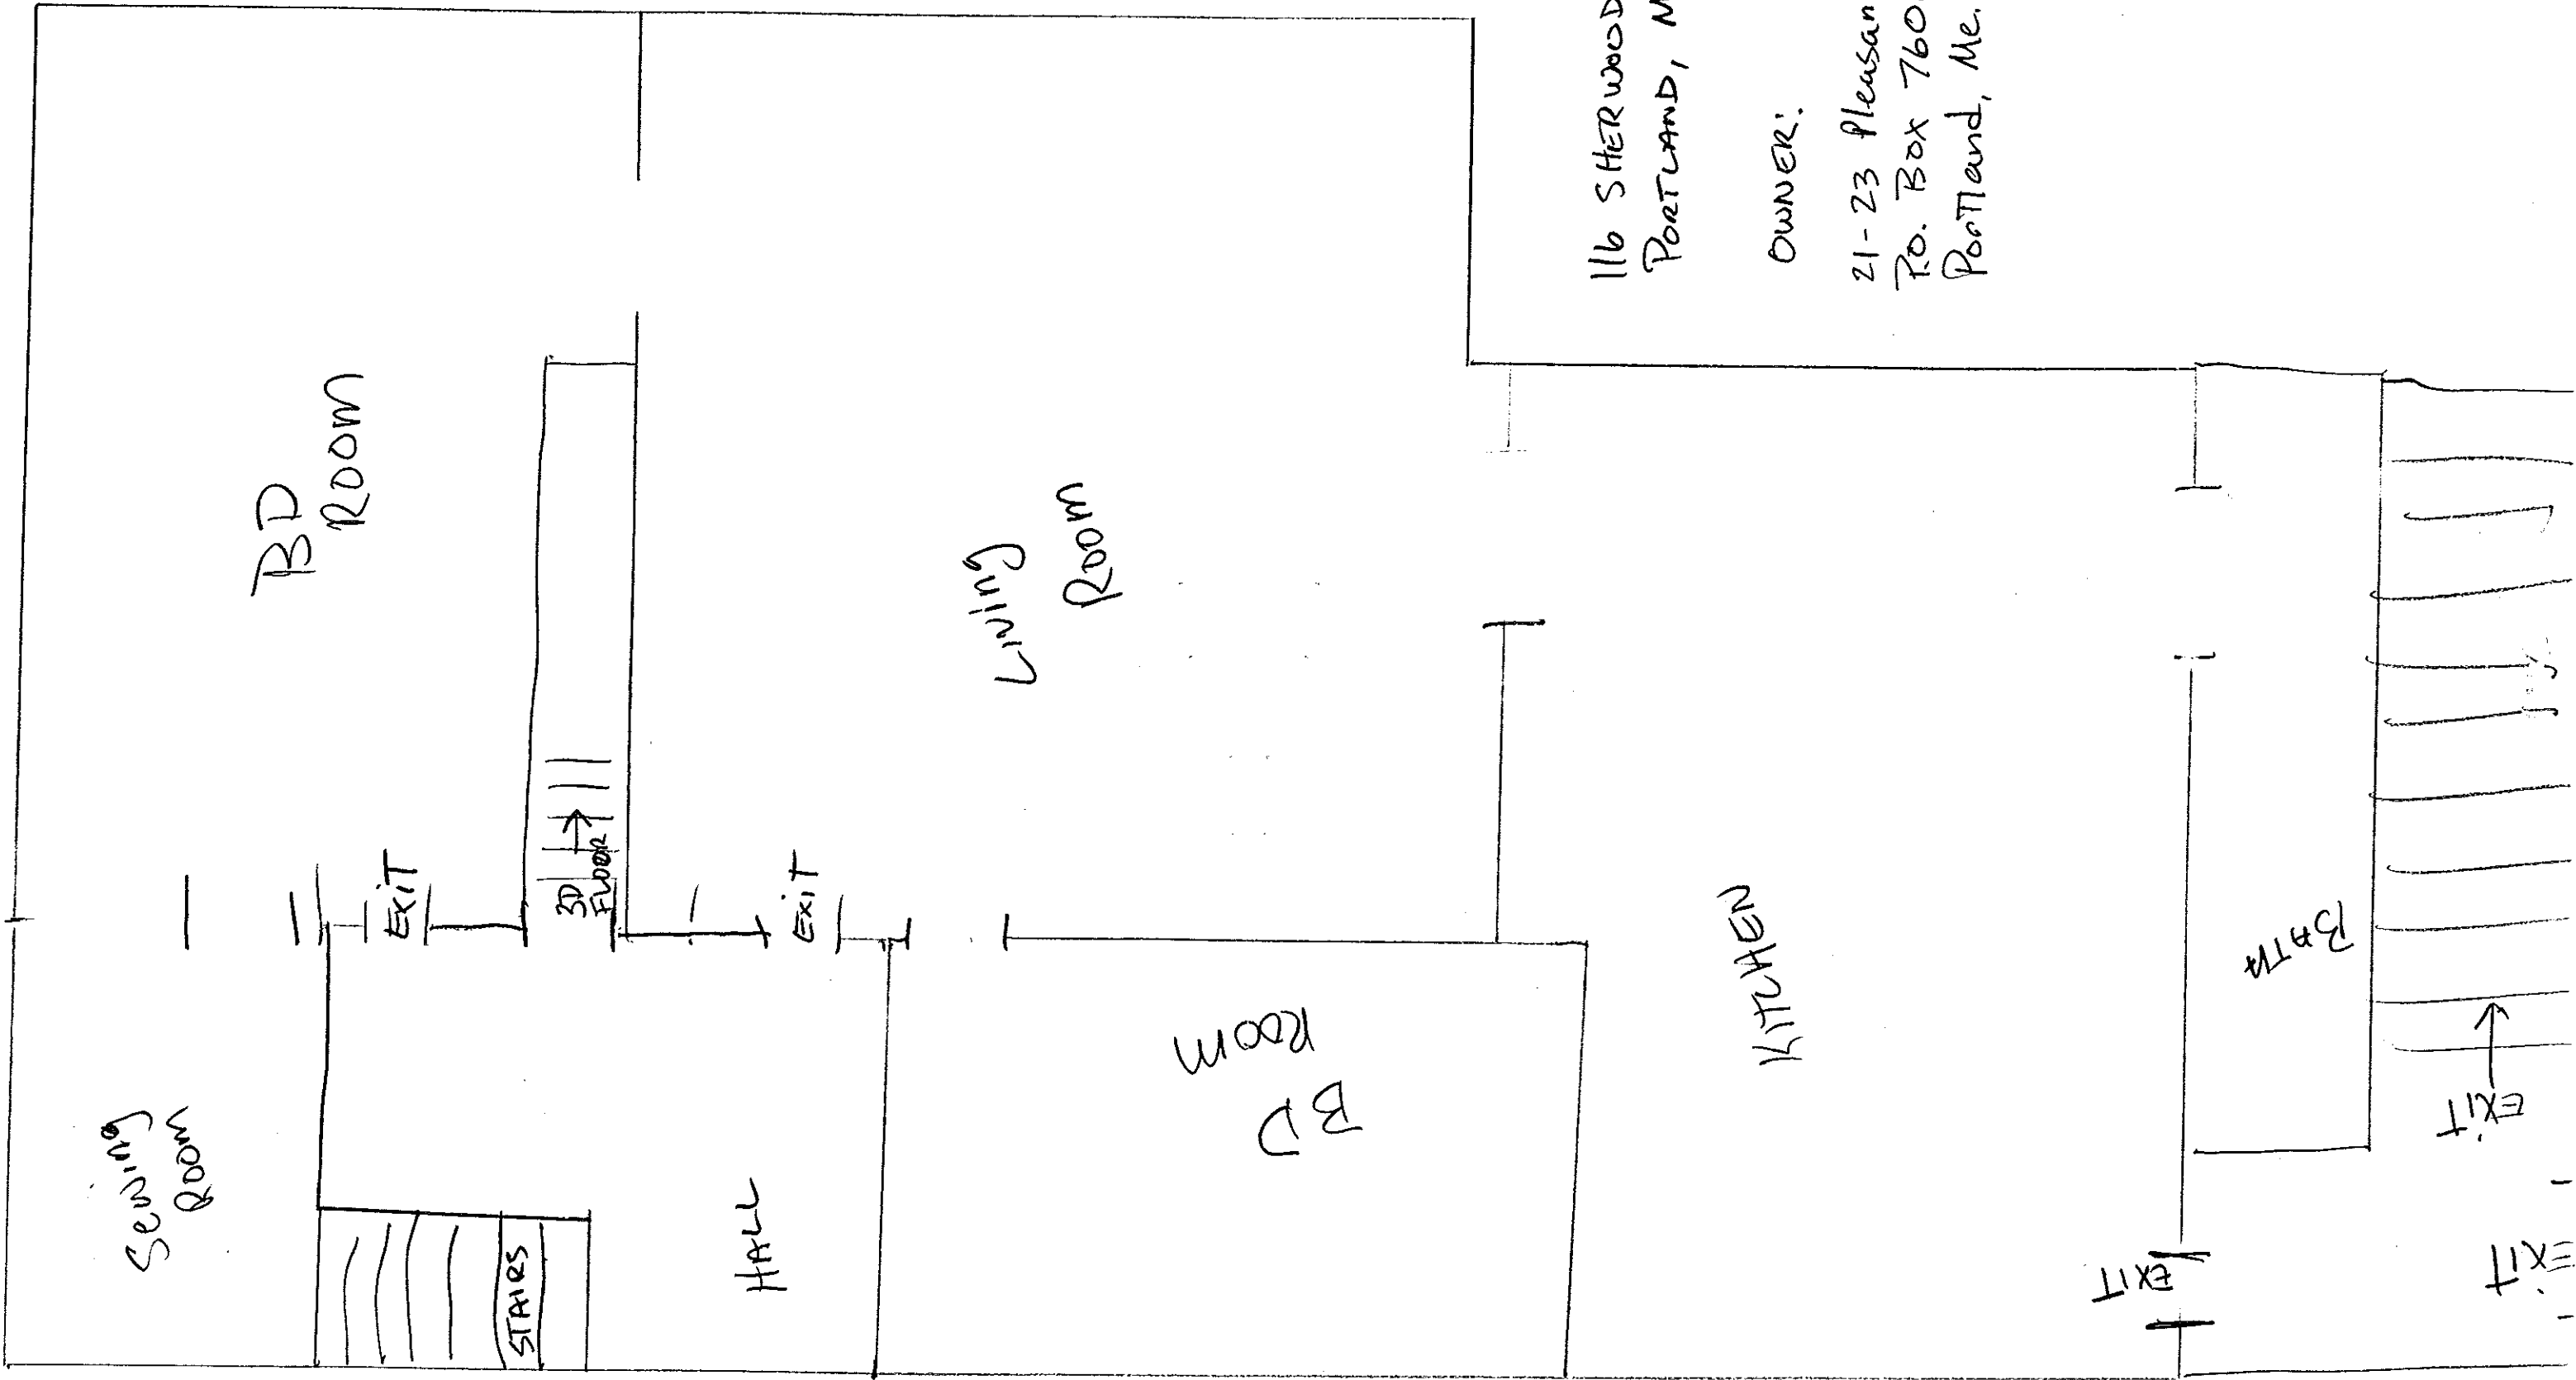 BD
Room
Sewing
Room
EXiT
3D
FLOOR
STAIRS
HALL
EXiT
Living
Room
BD
ROOM
KITCHEN
EXIT
BATH
EXiT
EXiT
116 SHERWOOD
PORTLAND, M
OWNER:
21-23 Pleasan
P.O. Box 760
Portland, Me.